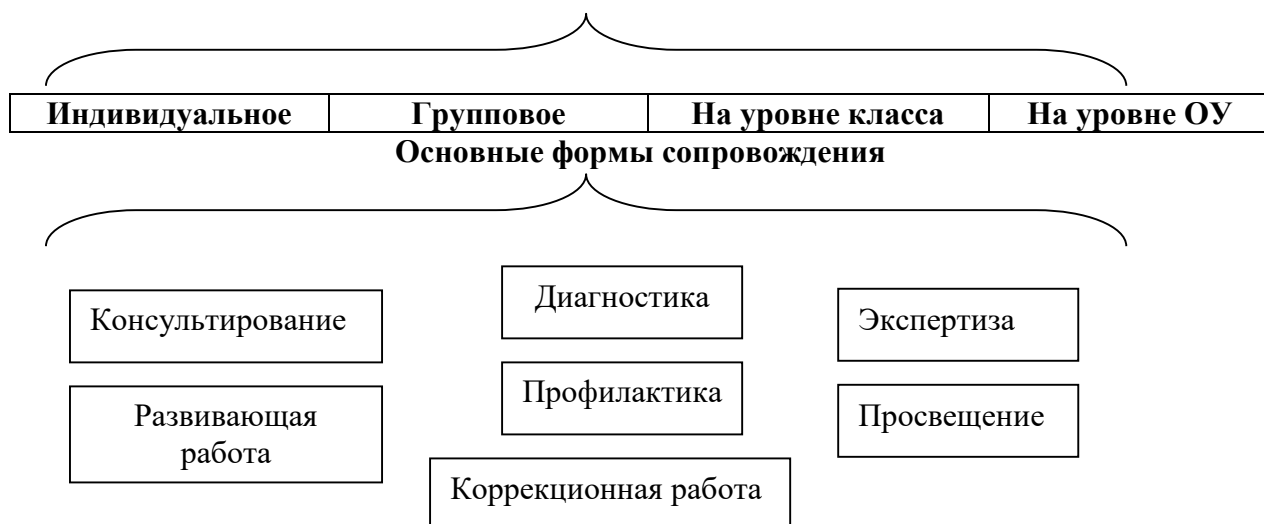 Индивидуальное Групповое На уровне класса На уровне ОУ
Основные формы сопровождения
Консультирование
Диагностика
Экспертиза
Развивающая
работа
Профилактика
Просвещение
Коррекционная работа